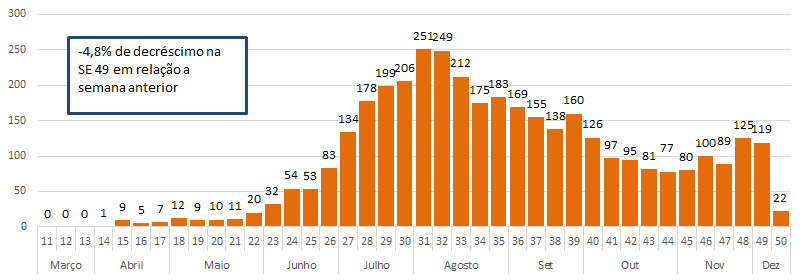 300
250
200
150
100
50
0
-4,8% de decréscimo na
SE 49 em relação a
semana anterior
0 0 0 1 9 5 7 12 9 10 11 20 32 54 53 83 134 178 199 206 251 249 212 175 183 169 155 138 160 126 97 95 81 77 80 100 89 125 119 22
11 12 13 14 15 16 17 18 19 20 21 22 23 24 25 26 27 28 29 30 31 32 33 34 35 36 37 38 39 40 41 42 43 44 45 46 47 48 49 50
Março Abril Maio Junho Julho Agosto Set Out Nov Dez